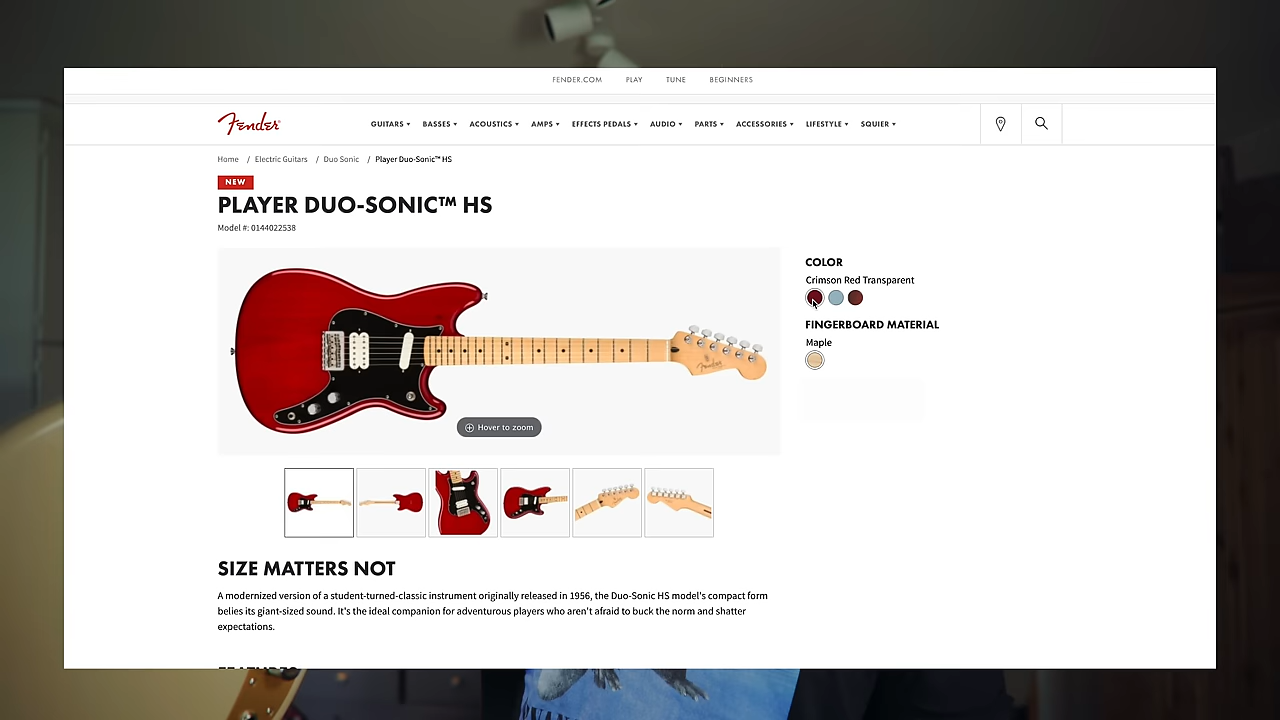 FENDER.COM PLAY TUNE BEGINNERS
Fender
GUITARS BASSES ACOUSTICS AMPS EFFECTS PEDALS AUDIO PARTS ACCESSORIES LIFESTYLE SQUIER
Home / Electric Guitars / Duo Sonic / Player Duo-Sonic™ HS
NEW
PLAYER DUO-SONIC™ HS
Model #: 0144022538
COLOR
Crimson Red Transparent
FINGERBOARD MATERIAL
Maple
Fender
Hover to zoom
SIZE MATTERS NOT
A modernized version of a student-turned-classic instrument originally released in 1956, the Duo-Sonic HS model's compact form
belies its giant-sized sound. It's the ideal companion for adventurous players who aren't afraid to buck the norm and shatter
expectations.
FEATURES